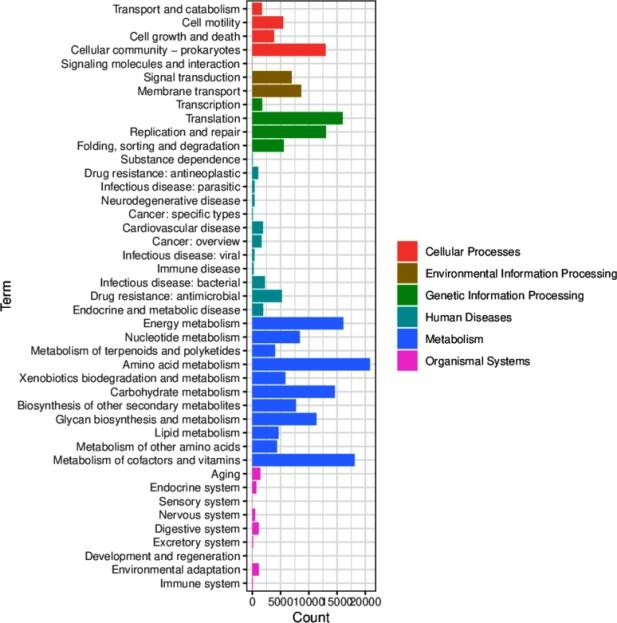 Transport and catabolism
Cell motility
Cell growth and death
Cellular community − prokaryotes
Signaling molecules and interaction
Signal transduction
Membrane transport
Transcription
Translation
Replication and repair
Folding, sorting and degradation
Substance dependence
Drug resistance: antineoplastic
Infectious disease: parasitic
Neurodegenerative disease
Cancer: specific types
Cardiovascular disease
Cancer: overview
Infectious disease: viral
Immune disease
Infectious disease: bacterial
Drug resistance: antimicrobial
Endocrine and metabolic disease
Energy metabolism
Nucleotide metabolism
Metabolism of terpenoids and polyketides
Amino acid metabolism
Xenobiotics biodegradation and metabolism
Carbohydrate metabolism
Biosynthesis of other secondary metabolites
Glycan biosynthesis and metabolism
Lipid metabolism
Metabolism of other amino acids
Metabolism of cofactors and vitamins
Aging
Endocrine system
Sensory system
Nervous system
Digestive system
Excretory system
Development and regeneration
Environmental adaptation
Immune system
Term
0 5000 10000 15000 20000
Count
Cellular Processes
Environmental Information Processing
Genetic Information Processing
Human Diseases
Metabolism
Organismal Systems